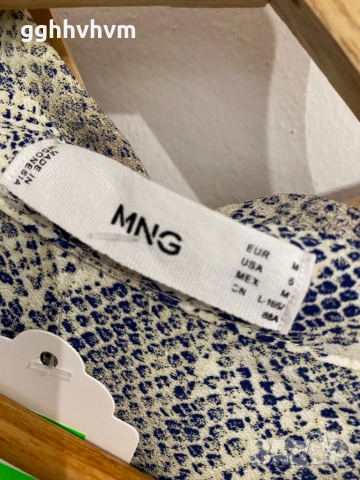 gghhvhvm
MADE IN
INDONESIA
MNG
EUR M
USA
MEX M
CN L-165/
88A